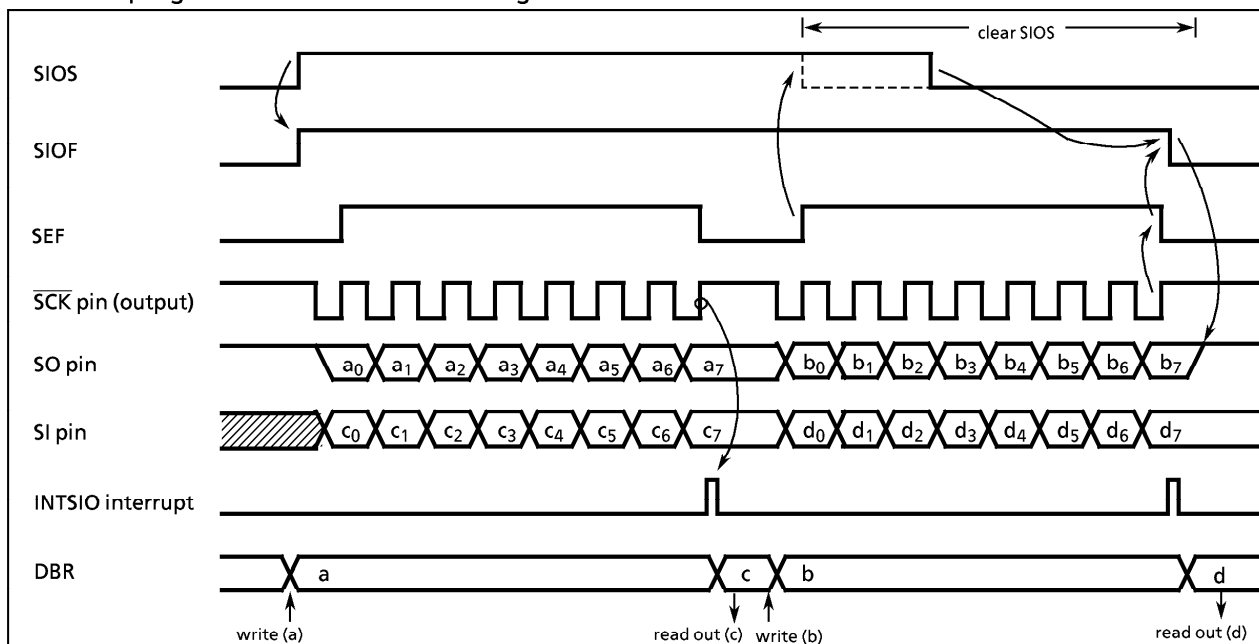 clear SIOS
SIOS
SIOF
SEF
SCK pin (output)
SO pin a0 a1 a2 a3 a4 a5 a6 a7 b0 b1 b2 b3 b4 b5 b6 b7
SI pin c0 c1 c2 c3 c4 c5 c6 c7 d0 d1 d2 d3 d4 d5 d6 d7
INTSIO interrupt
DBR a c b d
write (a) read out (c) write (b) read out (d)